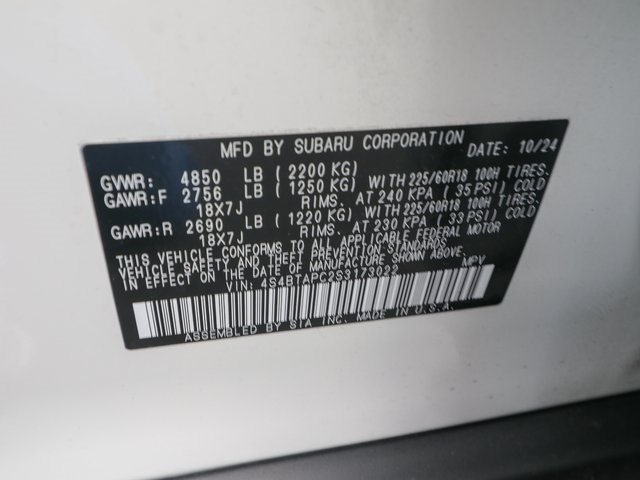 MFD BY SUBARU CORPORATION DATE: 10/24
GVWR: 4850 LB (2200 KG)
GAWR:F 2756 LB (1250 KG) WITH 225/60R18 100H TIRES.
18X7J RIMS. AT 240 KPA (35 PSI) COLD
GAWR:R 2690 LB (1220 KG) WITH 225/60R18 100H TIRES.
18X7J RIMS. AT 230 KPA (33 PSI) COLD
THIS VEHICLE CONFORMS TO ALL APPLICABLE FEDERAL MOTOR
VEHICLE SAFETY AND THEFT PREVENTION STANDARDS
IN EFFECT ON THE DATE OF MANUFACTURE SHOWN ABOVE.
VIN: 4S4BTAPC2S3173022 MPV
ASSEMBLED BY SIA INC. MADE IN U.S.A.